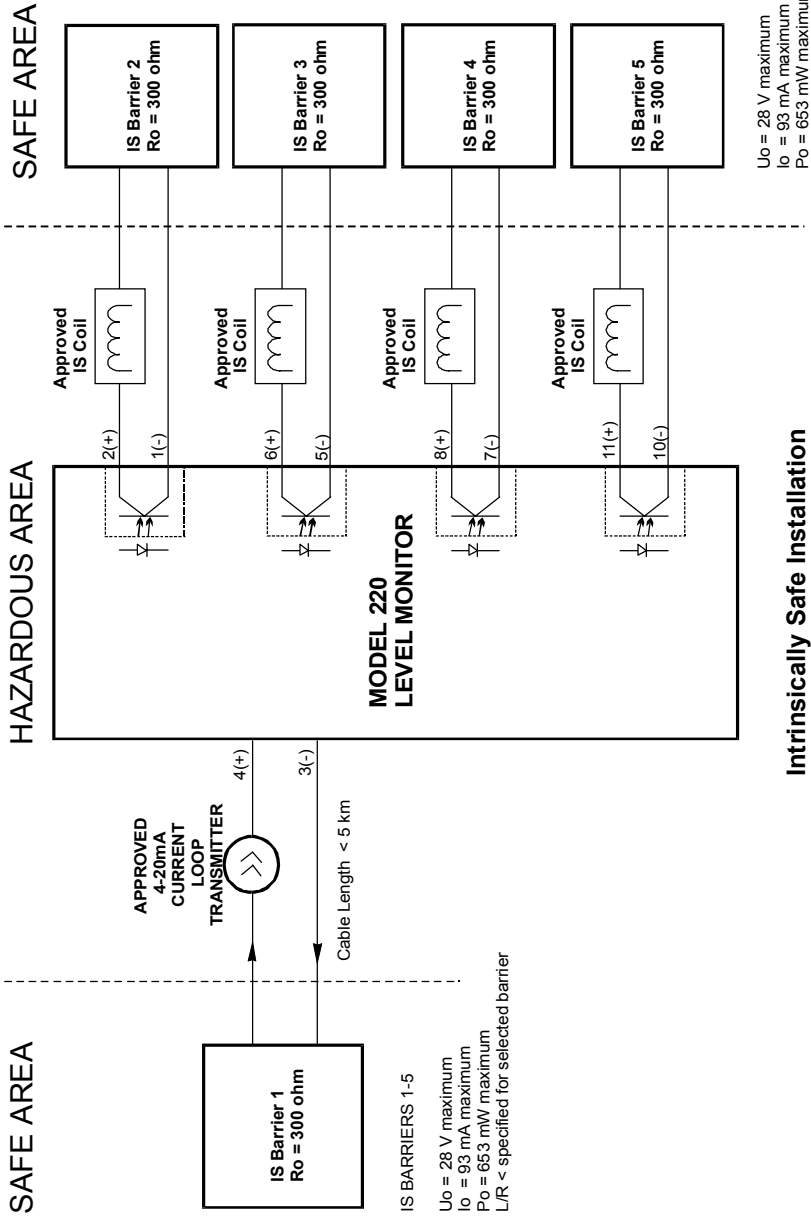 SAFE AREA
HAZARDOUS AREA
SAFE AREA
IS Barrier 1
Ro = 300 ohm
IS BARRIERS 1-5
Uo = 28 V maximum
Io = 93 mA maximum
Po = 653 mW maximum
L/R < specified for selected barrier
APPROVED
4-20mA
CURRENT
LOOP
TRANSMITTER
4(+)
3(-)
Cable Length < 5 km
MODEL 220
LEVEL MONITOR
2(+)
1(-)
Approved
IS Coil
IS Barrier 2
Ro = 300 ohm
6(+)
5(-)
Approved
IS Coil
IS Barrier 3
Ro = 300 ohm
8(+)
7(-)
Approved
IS Coil
IS Barrier 4
Ro = 300 ohm
11(+)
10(-)
Approved
IS Coil
IS Barrier 5
Ro = 300 ohm
Uo = 28 V maximum
Io = 93 mA maximum
Po = 653 mW maximum
Intrinsically Safe Installation